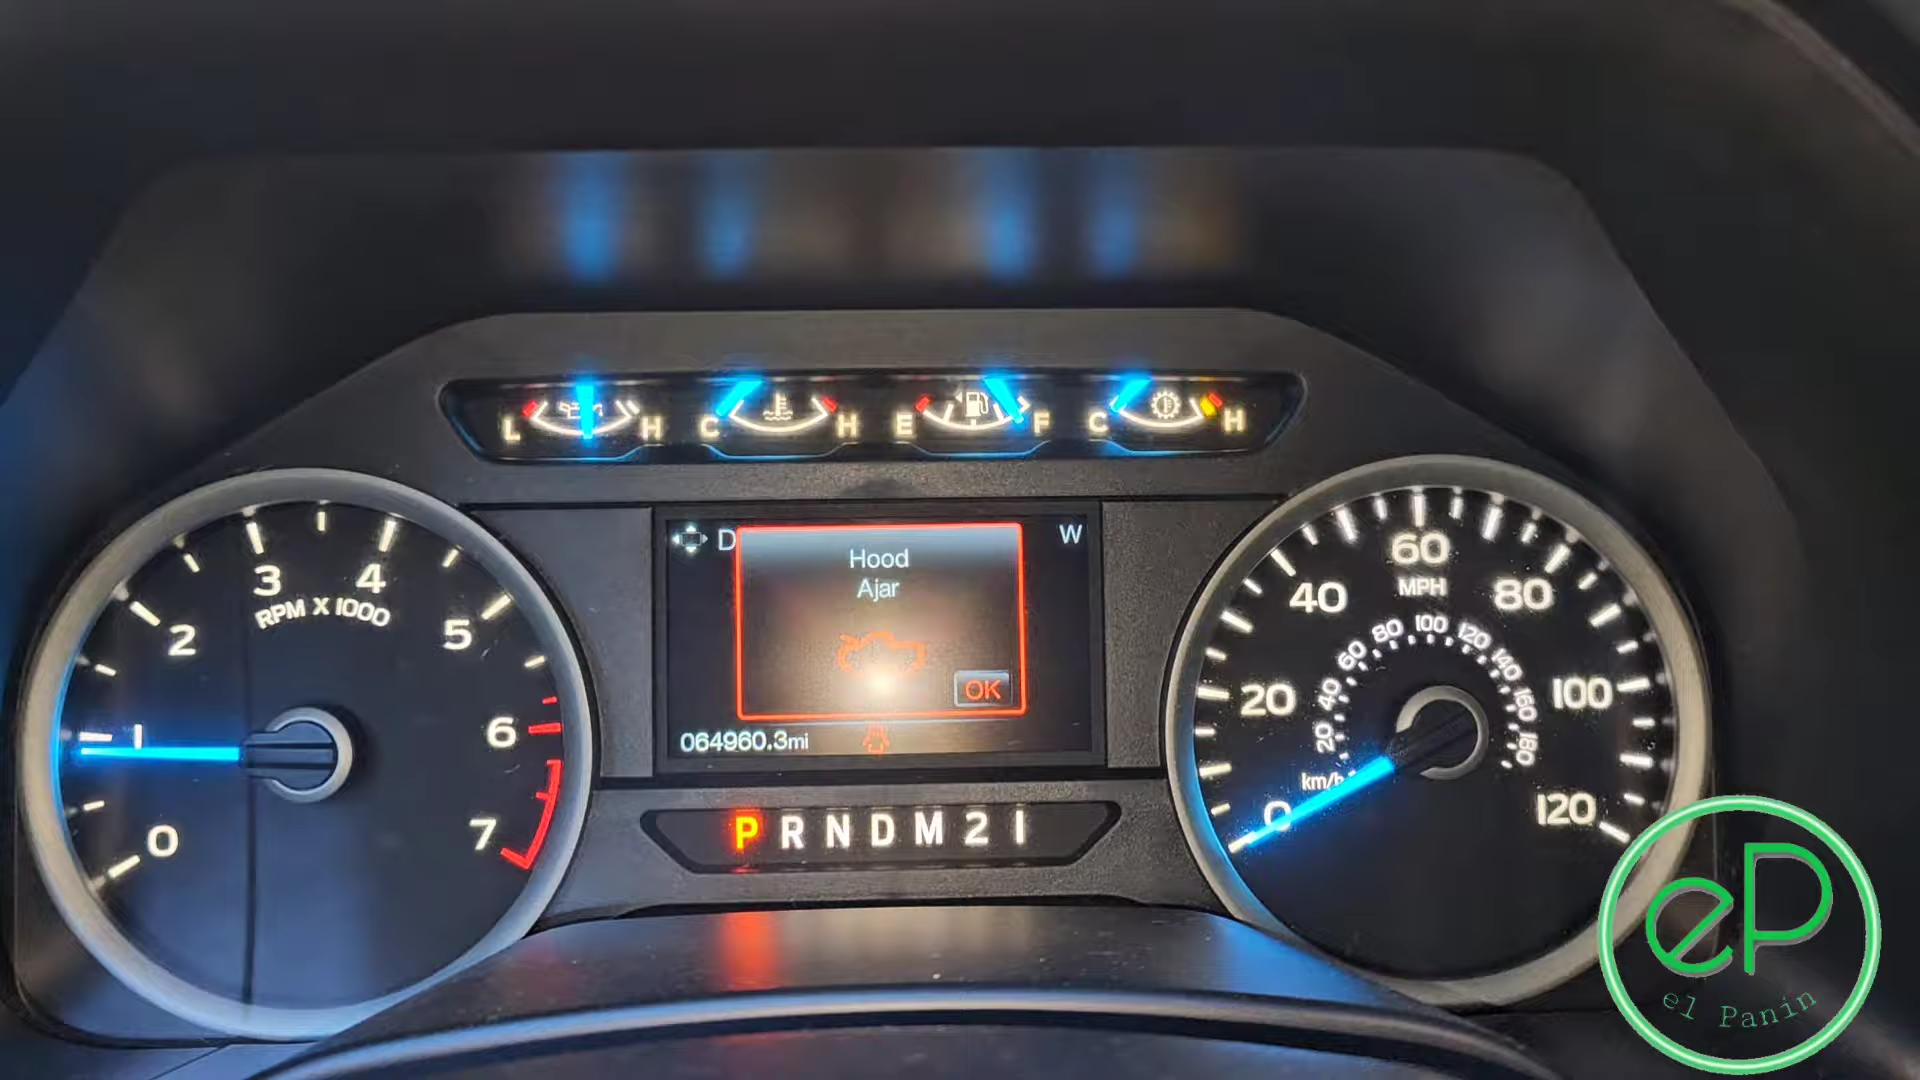 L H C H E F C H
D W
Hood
Ajar
OK
064960.3mi
P R N D M 2 1
0 1 2 3 4 5 6 7
RPM X 1000
0 20 40 60 80 100 120
MPH
20 40 60 80 100 120 140 160 180
km/h
eP
el Panin